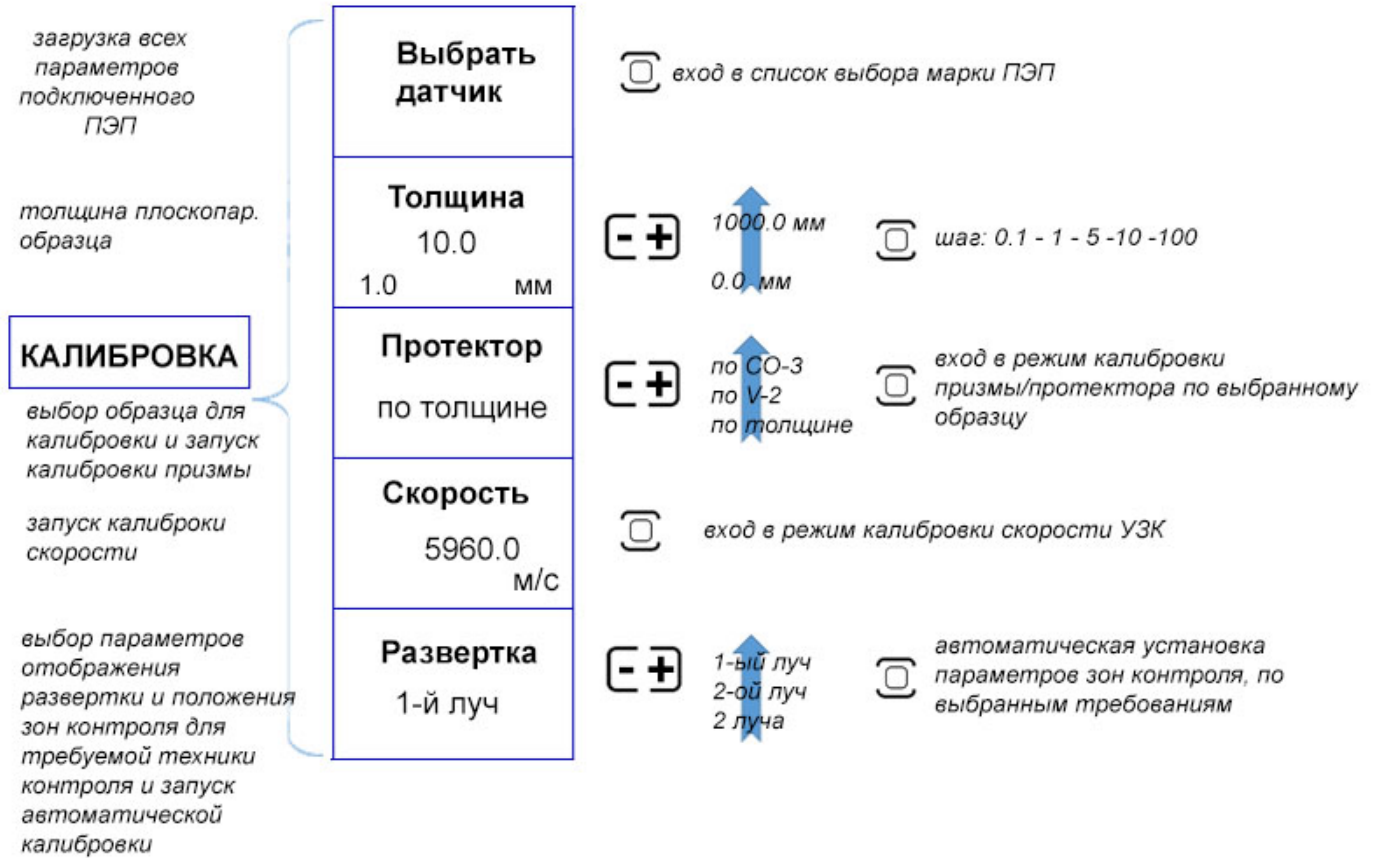 загрузка всех
параметров
подключенного
ПЭП
Выбрать
датчик
вход в список выбора марки ПЭП
толщина плоскопар.
образца
Толщина
10.0
1.0 мм
- +
1000.0 мм
0.0 мм
шаг: 0.1 - 1 - 5 -10 -100
КАЛИБРОВКА
выбор образца для
калибровки и запуск
калибровки призмы
Протектор
по толщине
- +
по СО-3
по V-2
по толщине
вход в режим калибровки
призмы/протектора по выбранному
образцу
запуск калиброки
скорости
Скорость
5960.0
м/с
вход в режим калибровки скорости УЗК
выбор параметров
отображения
развертки и положения
зон контроля для
требуемой техники
контроля и запуск
автоматической
калибровки
Развертка
1-й луч
- +
1-ый луч
2-ой луч
2 луча
автоматическая установка
параметров зон контроля, по
выбранным требованиям